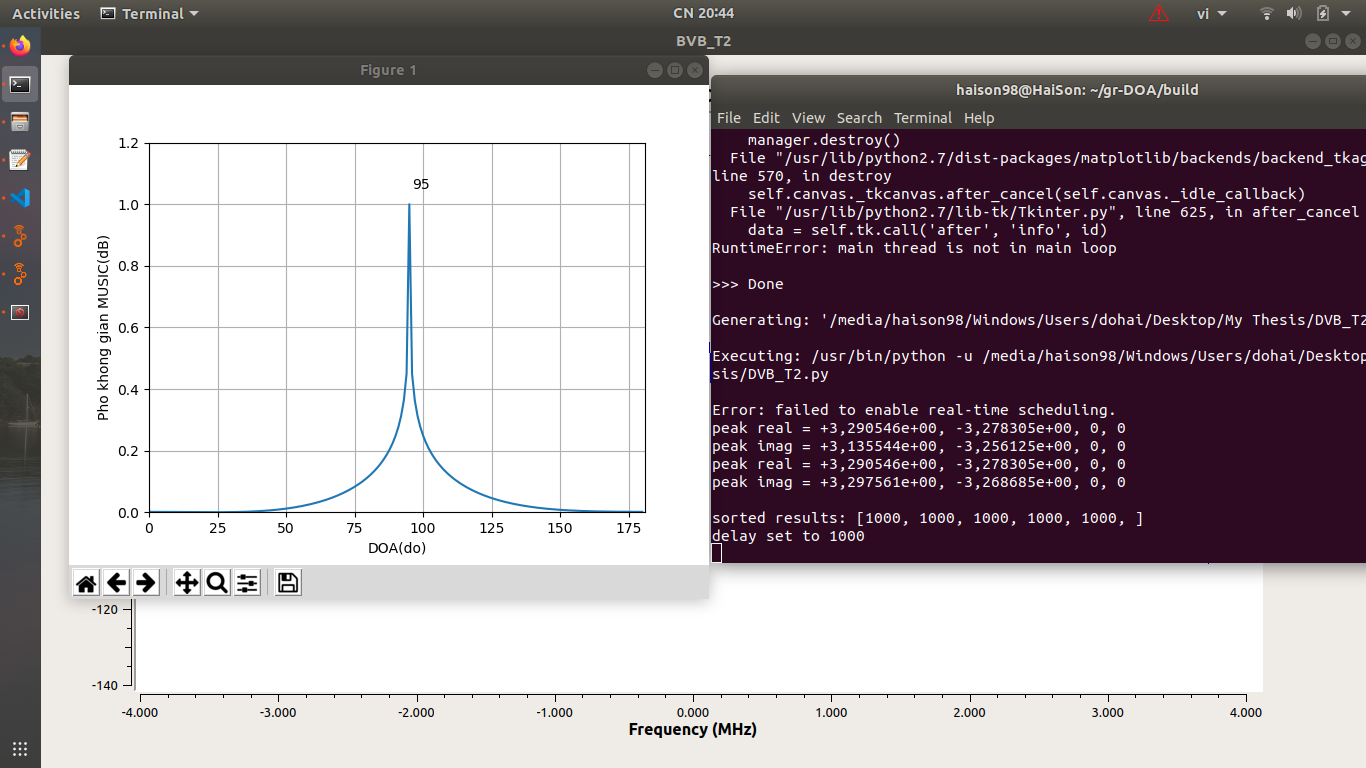 Activities
Terminal
CN 20:44
vi
BVB_T2
Figure 1
1.2
1.0
0.8
0.6
0.4
0.2
0.0
Pho khong gian MUSIC(dB)
95
0 25 50 75 100 125 150 175
DOA(do)
haison98@HaiSon: ~/gr-DOA/build
File Edit View Search Terminal Help
manager.destroy()
File "/usr/lib/python2.7/dist-packages/matplotlib/backends/backend_tkag
line 570, in destroy
self.canvas._tkcanvas.after_cancel(self.canvas._idle_callback)
File "/usr/lib/python2.7/lib-tk/Tkinter.py", line 625, in after_cancel
data = self.tk.call('after', 'info', id)
RuntimeError: main thread is not in main loop
>>> Done
Generating: '/media/haison98/Windows/Users/dohai/Desktop/My Thesis/DVB_T2
Executing: /usr/bin/python -u /media/haison98/Windows/Users/dohai/Desktop
sis/DVB_T2.py
Error: failed to enable real-time scheduling.
peak real = +3,290546e+00, -3,278305e+00, 0, 0
peak imag = +3,135544e+00, -3,256125e+00, 0, 0
peak real = +3,290546e+00, -3,278305e+00, 0, 0
peak imag = +3,297561e+00, -3,268685e+00, 0, 0
sorted results: [1000, 1000, 1000, 1000, 1000, ]
delay set to 1000
-120
-140
-4.000 -3.000 -2.000 -1.000 0.000 1.000 2.000 3.000 4.000
Frequency (MHz)